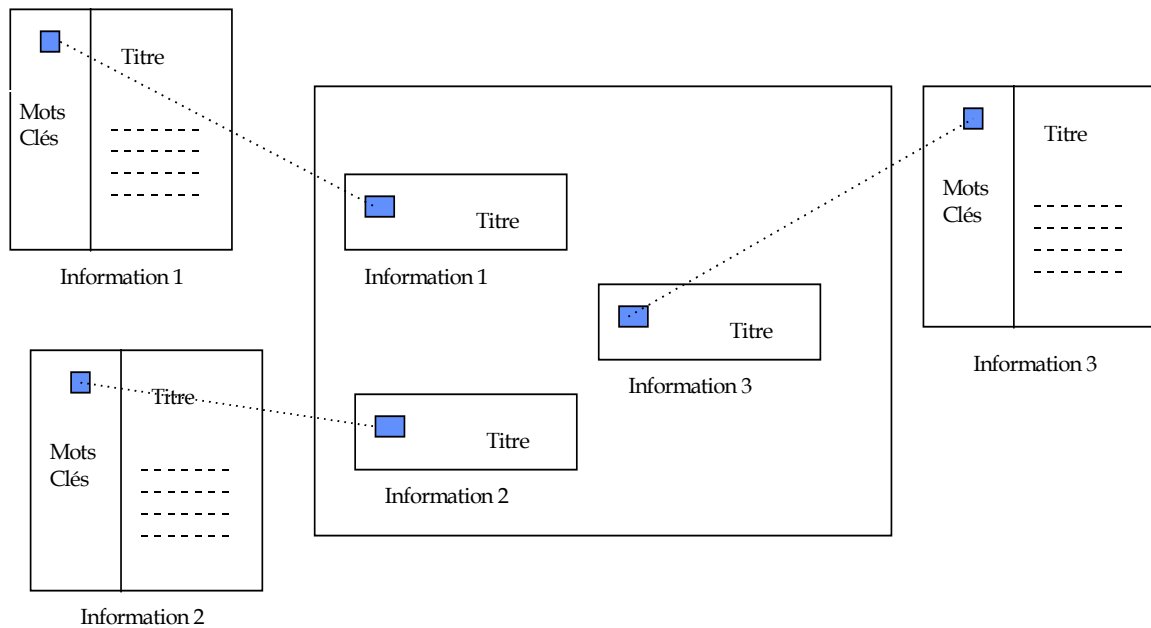 Titre
Mots
Clés
Information 1
Titre
Information 1
Titre
Mots
Clés
Information 3
Titre
Information 3
Titre
Mots
Clés
Information 2
Titre
Information 2